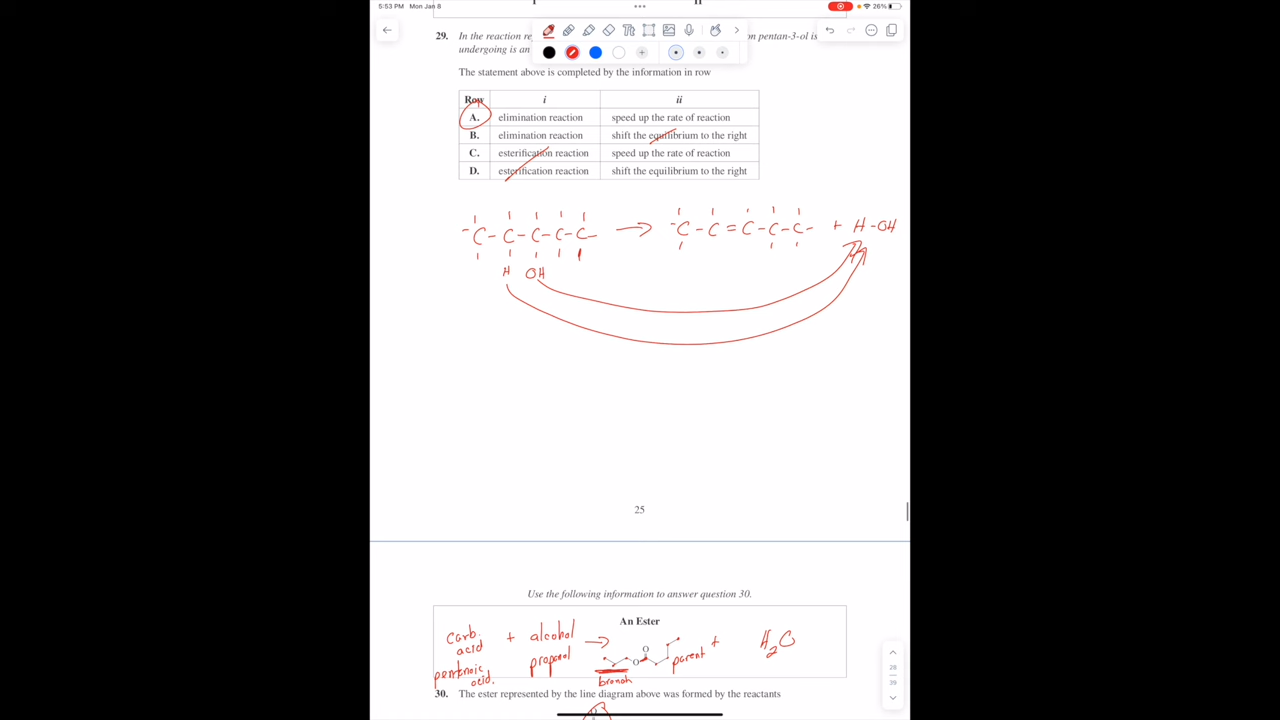 5:53 PM Mon Jan 8
26%
29. In the reaction re on pentan-3-ol is
undergoing is an
The statement above is completed by the information in row
Row i ii
A. elimination reaction speed up the rate of reaction
B. elimination reaction shift the equilibrium to the right
C. esterification reaction speed up the rate of reaction
D. esterification reaction shift the equilibrium to the right
- C - C - C - C - C - → - C - C = C - C - C - + H - OH
H OH
25
Use the following information to answer question 30.
An Ester
carb. acid + alcohol → + H2O
pentanoic acid. propanol
O
O
parent
branch
28
39
30. The ester represented by the line diagram above was formed by the reactants